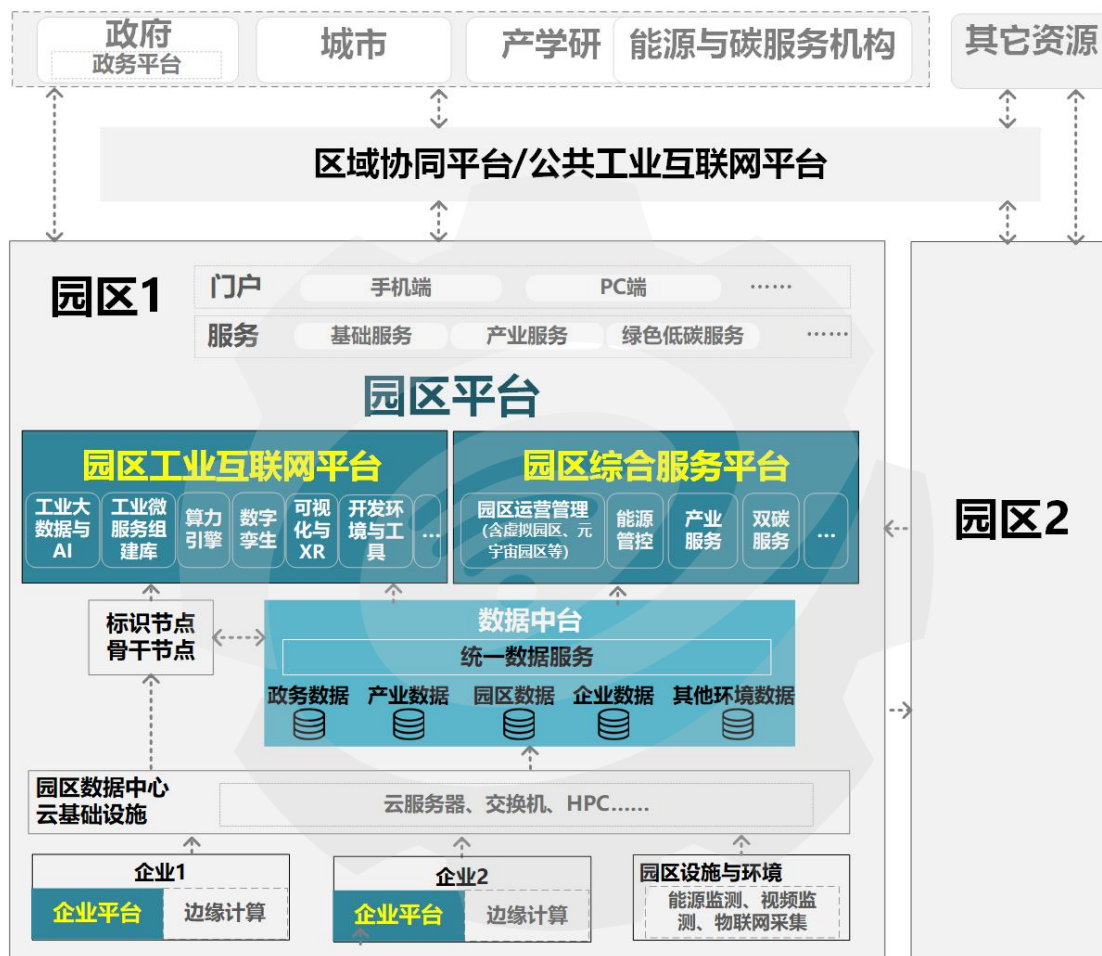 政府
政务平台
城市
产学研
能源与碳服务机构
其它资源
区域协同平台/公共工业互联网平台
园区1
门户
手机端
PC端
……
服务
基础服务
产业服务
绿色低碳服务
……
园区平台
园区工业互联网平台
工业大
数据与
AI
工业微
服务组
建库
算力
引擎
数字
孪生
可视
化与
XR
开发环
境与工
具
...
园区综合服务平台
园区运营管理
(含虚拟园区、元
宇宙园区等)
能源
管控
产业
服务
双碳
服务
...
园区2
标识节点
骨干节点
数据中台
统一数据服务
政务数据
产业数据
园区数据
企业数据
其他环境数据
园区数据中心
云基础设施
云服务器、交换机、HPC……
企业1
企业平台
边缘计算
企业2
企业平台
边缘计算
园区设施与环境
能源监测、视频监
测、物联网采集